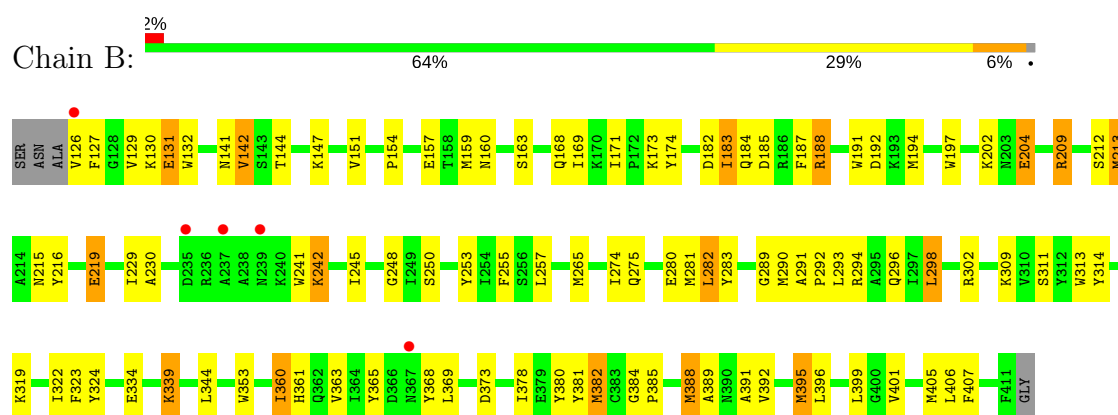 2%
Chain B:
64% 29% 6% •
SER ASN ALA V126 F127 G128 V129 K130 E131 W132 N141 V142 S143 T144 K147 V151 P154 E157 T158 M159 N160 S163 Q168 I169 K170 I171 P172 K173 Y174 D182 I183 Q184 D185 R186 F187 R188 W191 D192 K193 M194 W197 K202 N203 E204 R209 S212 M213
A214 N215 Y216 E219 I229 A230 D235 R236 A237 A238 N239 K240 W241 K242 I245 G248 I249 S250 Y253 I254 F255 S256 L257 M265 I274 Q275 E280 M281 L282 Y283 G289 M290 A291 P292 L293 R294 A295 Q296 I297 L298 R302 K309 V310 S311 Y312 W313 Y314
K319 I322 F323 Y324 E334 K339 L344 W353 I360 H361 Q362 V363 I364 Y365 D366 N367 Y368 L369 D373 I378 E379 Y380 Y381 M382 C383 G384 P385 M388 A389 N390 A391 V392 M395 L396 L399 G400 V401 M405 L406 F407 F411 GLY